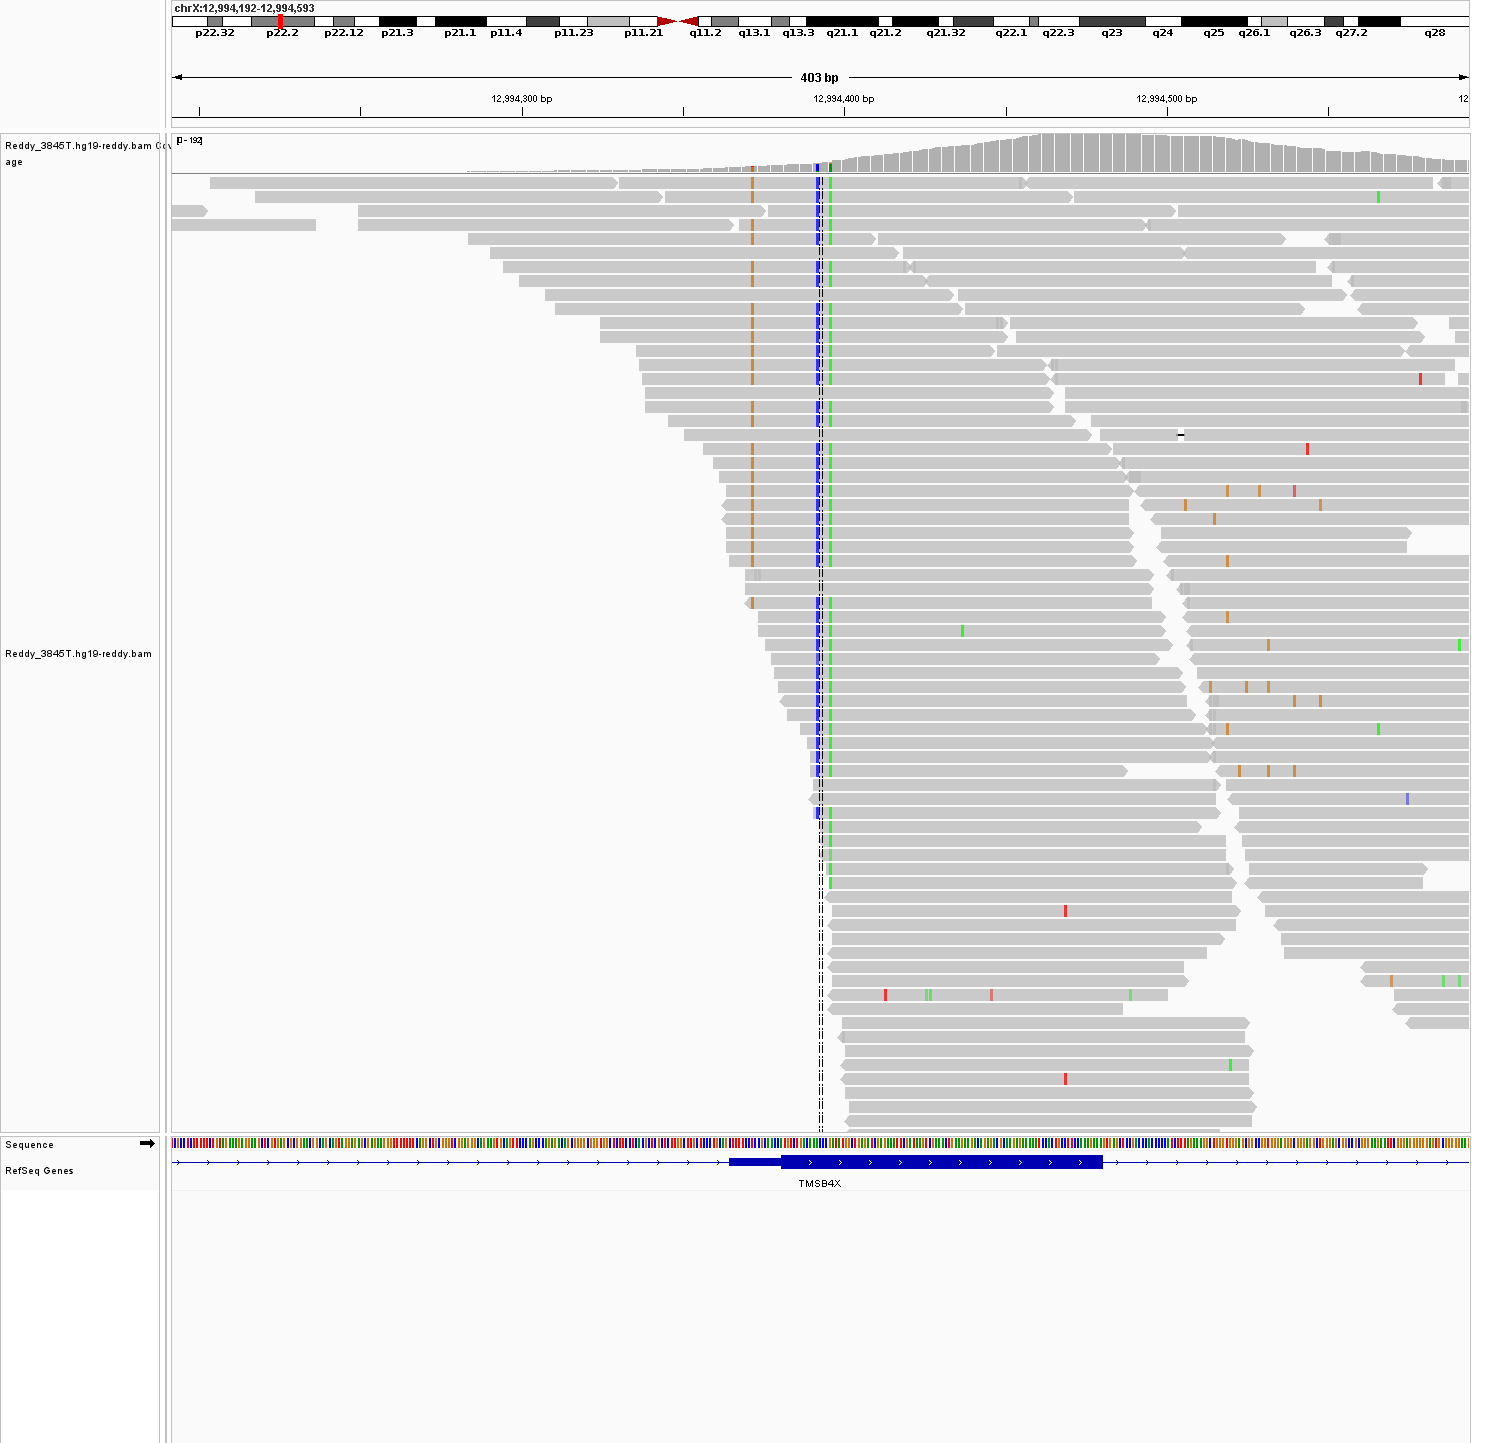 chrX:12,994,192-12,994,593
p22.32 p22.2 p22.12 p21.3 p21.1 p11.4 p11.23 p11.21 q11.2 q13.1 q13.3 q21.1 q21.2 q21.32 q22.1 q22.3 q23 q24 q25 q26.1 q26.3 q27.2 q28
403 bp
12,994,300 bp 12,994,400 bp 12,994,500 bp 12
Reddy_3845T.hg19-reddy.bam Cov
age
[0 - 192]
Reddy_3845T.hg19-reddy.bam
Sequence
RefSeq Genes
TMSB4X